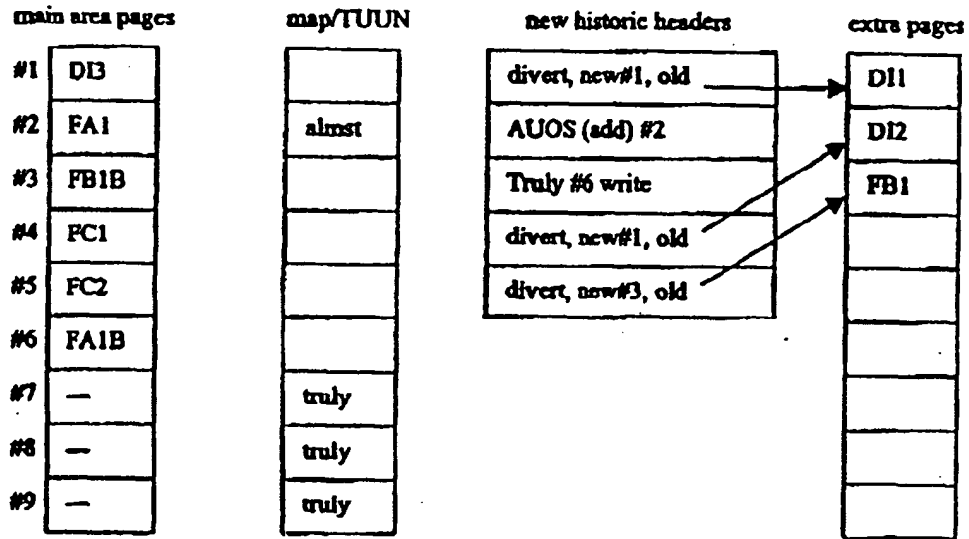 main area pages
map/TUUN
new historic headers
extra pages
#1 DI3
#2 FA1
#3 FB1B
#4 FC1
#5 FC2
#6 FA1B
#7 —
#8 —
#9 —
almst
truly
truly
truly
divert, new#1, old
AUOS (add) #2
Truly #6 write
divert, new#1, old
divert, new#3, old
DI1
DI2
FB1